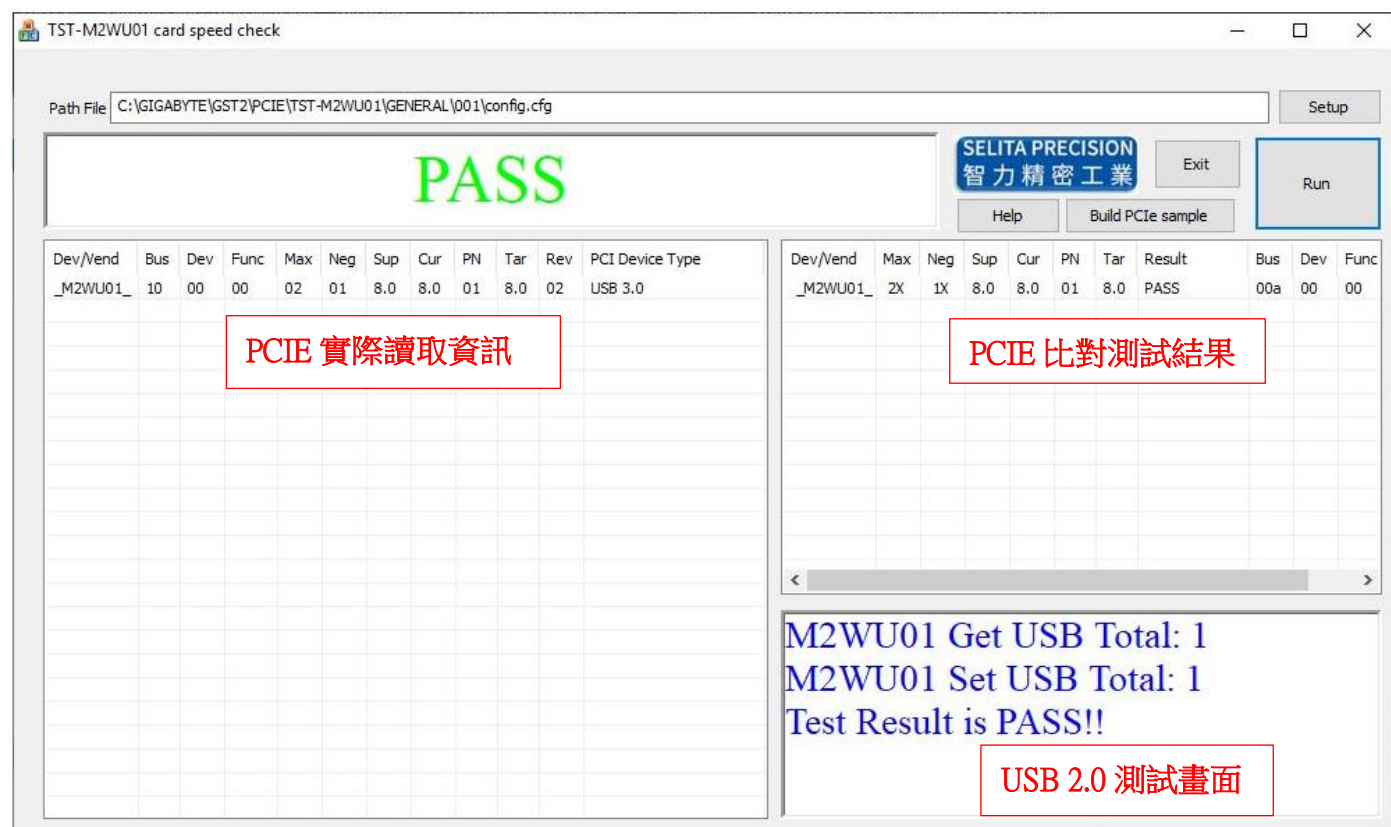 TST-M2WU01 card speed check
Path File C:\GIGABYTE\GST2\PCIE\TST-M2WU01\GENERAL\001\config.cfg Setup
PASS
SELITA PRECISION
智力精密工業
Exit
Run
Help Build PCIe sample
Dev/Vend Bus Dev Func Max Neg Sup Cur PN Tar Rev PCI Device Type
_M2WU01_ 10 00 00 02 01 8.0 8.0 01 8.0 02 USB 3.0
PCIE 實際讀取資訊
Dev/Vend Max Neg Sup Cur PN Tar Result Bus Dev Func
_M2WU01_ 2X 1X 8.0 8.0 01 8.0 PASS 00a 00 00
PCIE 比對測試結果
M2WU01 Get USB Total: 1
M2WU01 Set USB Total: 1
Test Result is PASS!!
USB 2.0 測試畫面